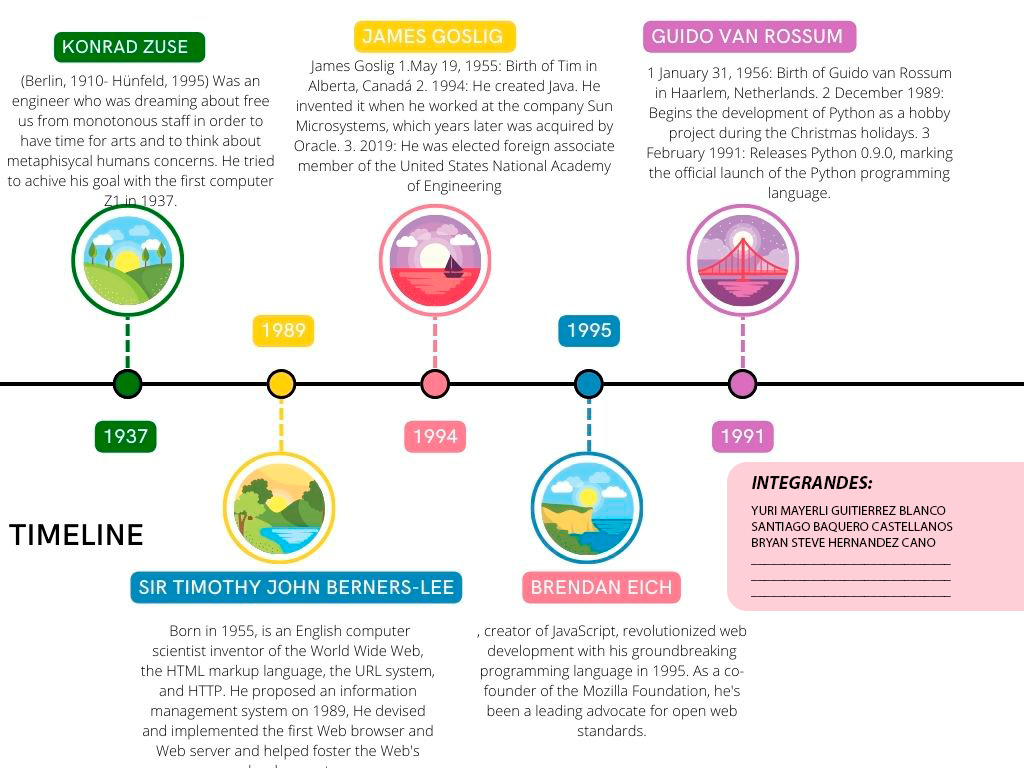 KONRAD ZUSE
(Berlin, 1910- Hünfeld, 1995) Was an
engineer who was dreaming about free
us from monotonous staff in order to
have time for arts and to think about
metaphisycal humans concerns. He tried
to achive his goal with the first computer
Z1 in 1937.
JAMES GOSLIG
James Goslig 1.May 19, 1955: Birth of Tim in
Alberta, Canadá 2. 1994: He created Java. He
invented it when he worked at the company Sun
Microsystems, which years later was acquired by
Oracle. 3. 2019: He was elected foreign associate
member of the United States National Academy
of Engineering
GUIDO VAN ROSSUM
1 January 31, 1956: Birth of Guido van Rossum
in Haarlem, Netherlands. 2 December 1989:
Begins the development of Python as a hobby
project during the Christmas holidays. 3
February 1991: Releases Python 0.9.0, marking
the official launch of the Python programming
language.
1989
1995
1937
1994
1991
TIMELINE
SIR TIMOTHY JOHN BERNERS-LEE
Born in 1955, is an English computer
scientist inventor of the World Wide Web,
the HTML markup language, the URL system,
and HTTP. He proposed an information
management system on 1989, He devised
and implemented the first Web browser and
Web server and helped foster the Web's
BRENDAN EICH
, creator of JavaScript, revolutionized web
development with his groundbreaking
programming language in 1995. As a co-
founder of the Mozilla Foundation, he's
been a leading advocate for open web
standards.
INTEGRANDES:
YURI MAYERLI GUITIERREZ BLANCO
SANTIAGO BAQUERO CASTELLANOS
BRYAN STEVE HERNANDEZ CANO